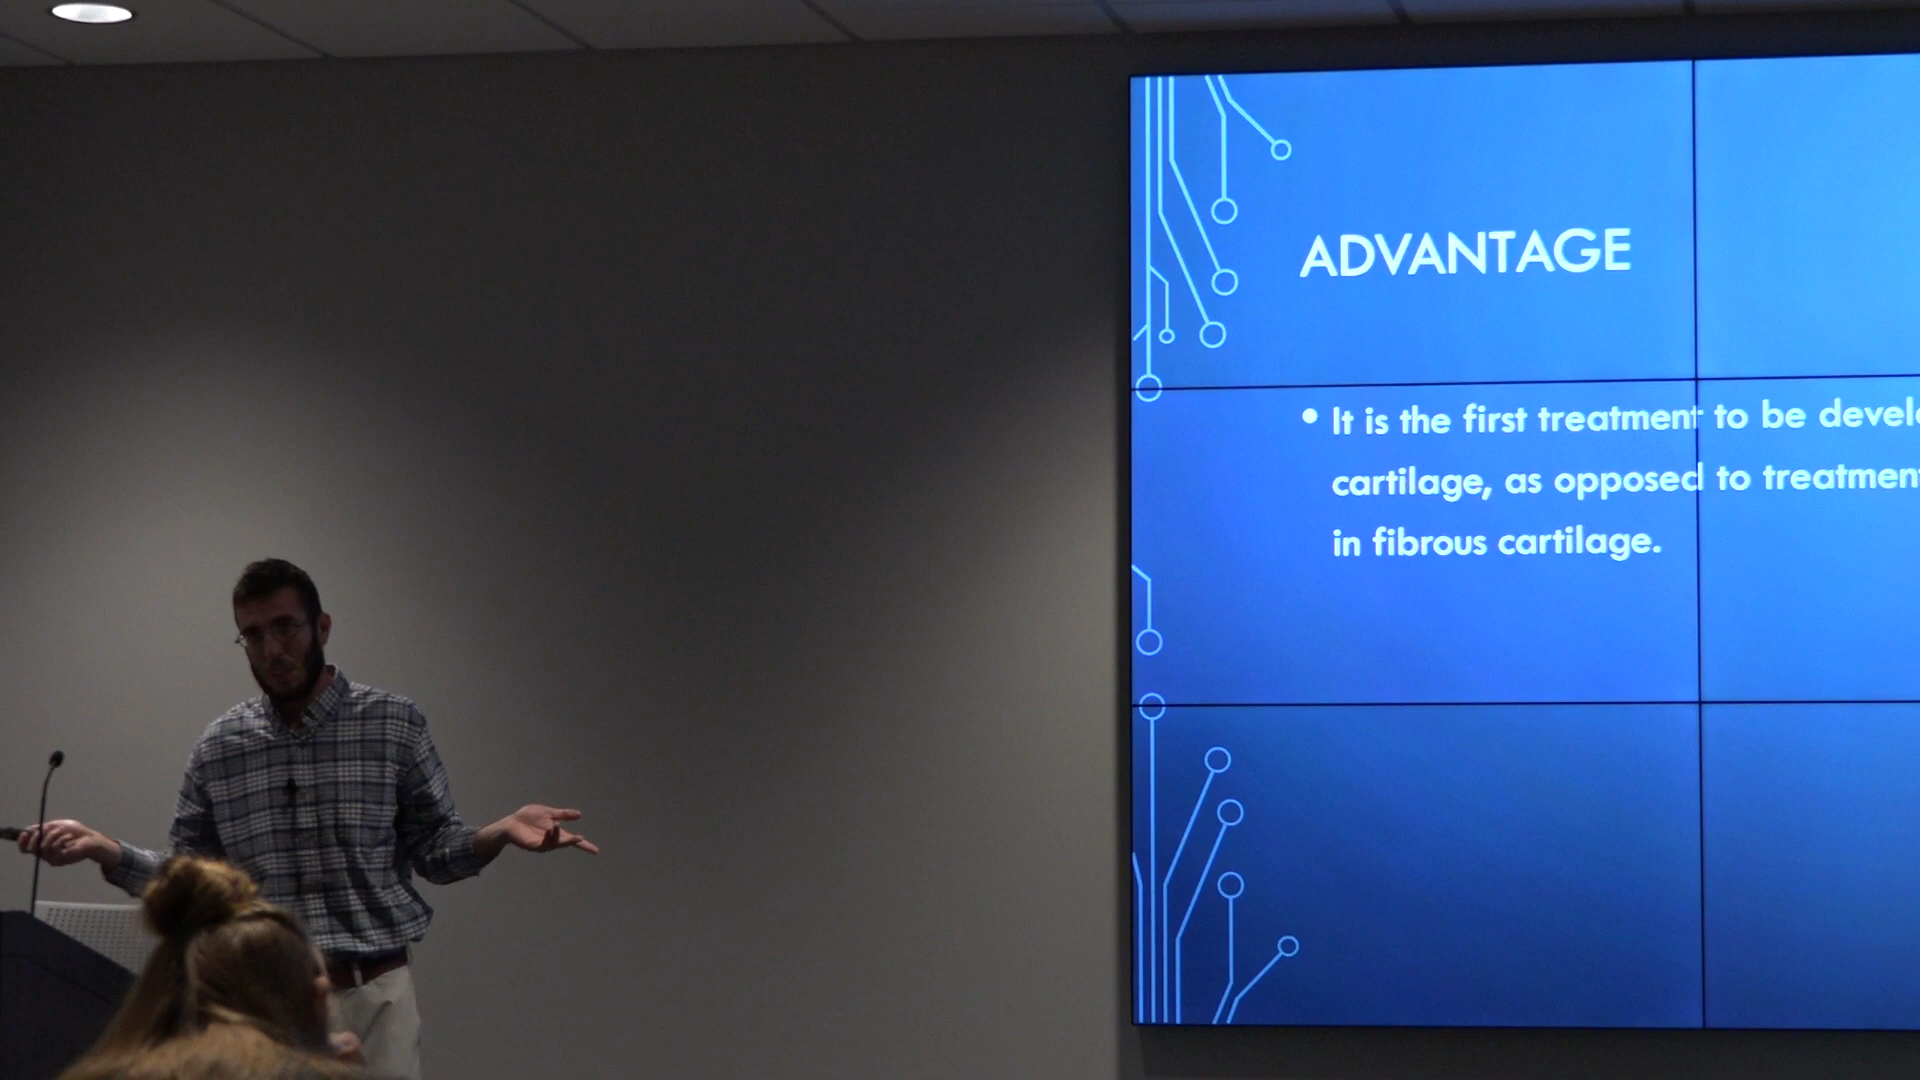 ADVANTAGE
• It is the first treatment to be
cartilage, as opposed to
in fibrous cartilage.